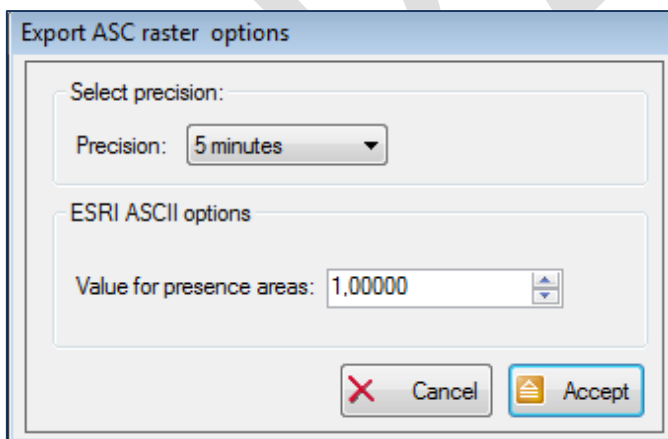 Export ASC raster options
Select precision:
Precision: 5 minutes
ESRI ASCII options
Value for presence areas: 1,00000
Cancel Accept